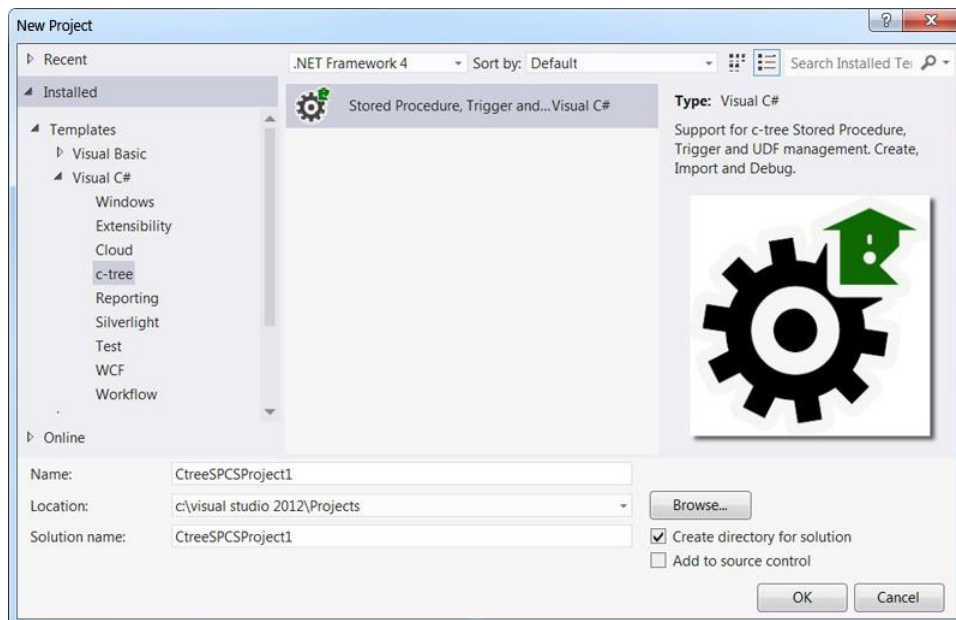 New Project
Recent
.NET Framework 4
Sort by: Default
Search Installed Te
Installed
Stored Procedure, Trigger and...Visual C#
Type: Visual C#
Support for c-tree Stored Procedure,
Trigger and UDF management. Create,
Import and Debug.
Templates
Visual Basic
Visual C#
Windows
Extensibility
Cloud
c-tree
Reporting
Silverlight
Test
WCF
Workflow
Online
Name: CtreeSPCSProject1
Location: c:\visual studio 2012\Projects
Browse...
Solution name: CtreeSPCSProject1
Create directory for solution
Add to source control
OK
Cancel